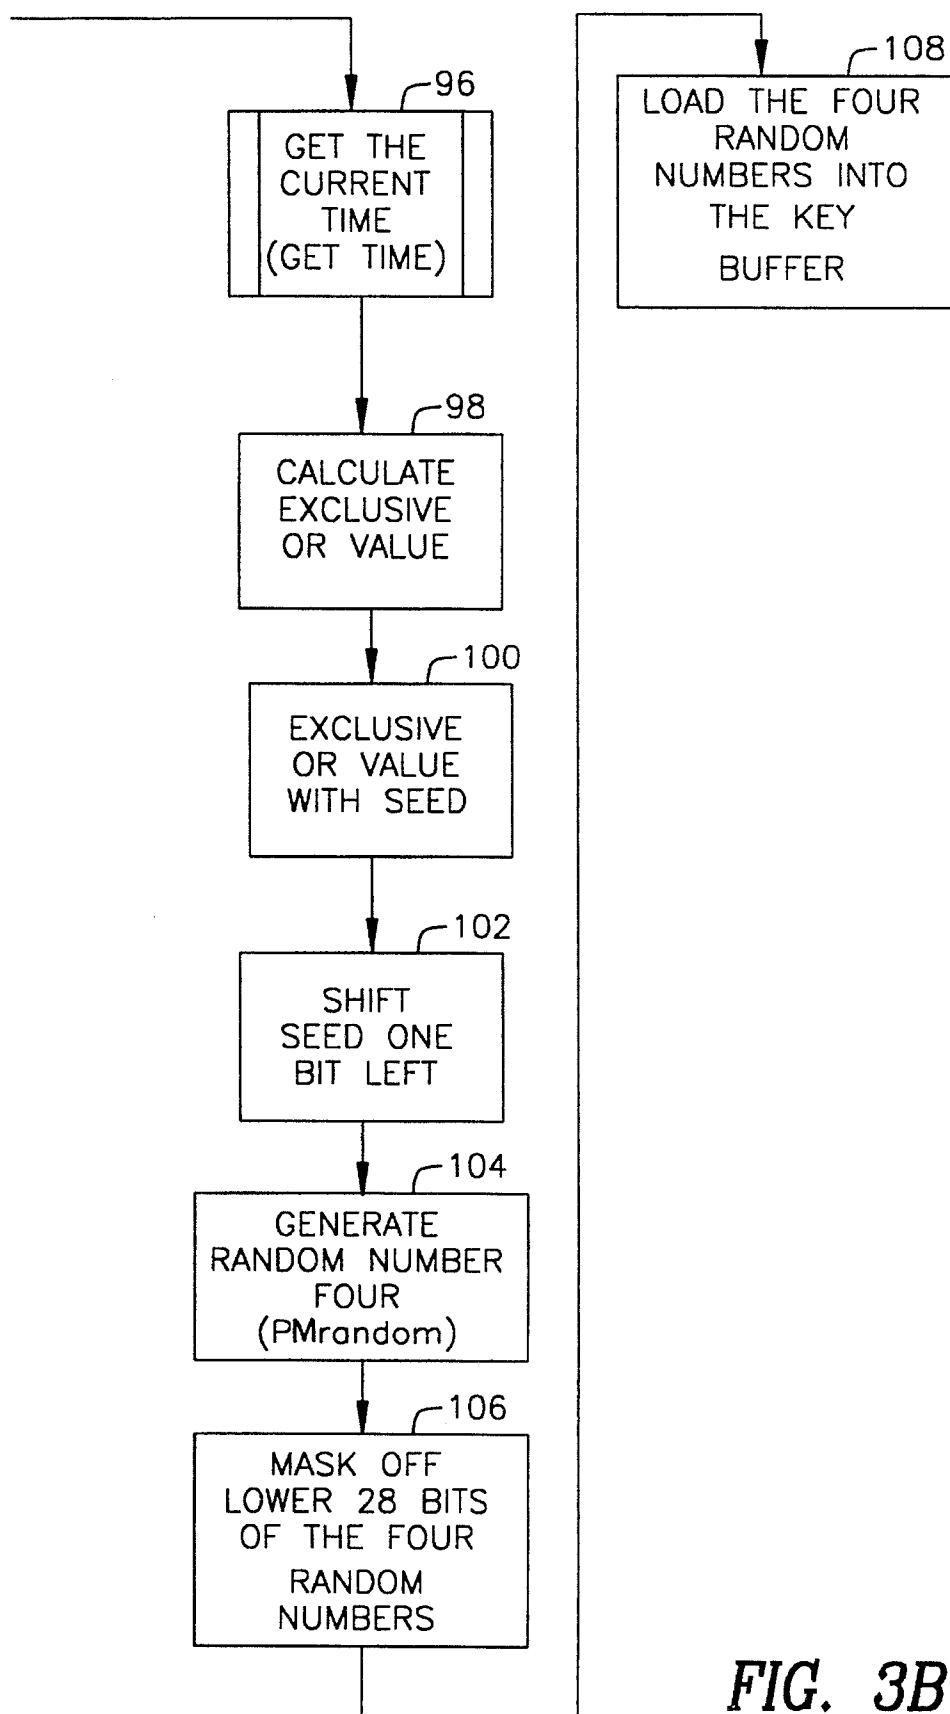 96
GET THE
CURRENT
TIME
(GET TIME)
98
CALCULATE
EXCLUSIVE
OR VALUE
100
EXCLUSIVE
OR VALUE
WITH SEED
102
SHIFT
SEED ONE
BIT LEFT
104
GENERATE
RANDOM NUMBER
FOUR
(PMrandom)
106
MASK OFF
LOWER 28 BITS
OF THE FOUR
RANDOM
NUMBERS
108
LOAD THE FOUR
RANDOM
NUMBERS INTO
THE KEY
BUFFER
FIG. 3B